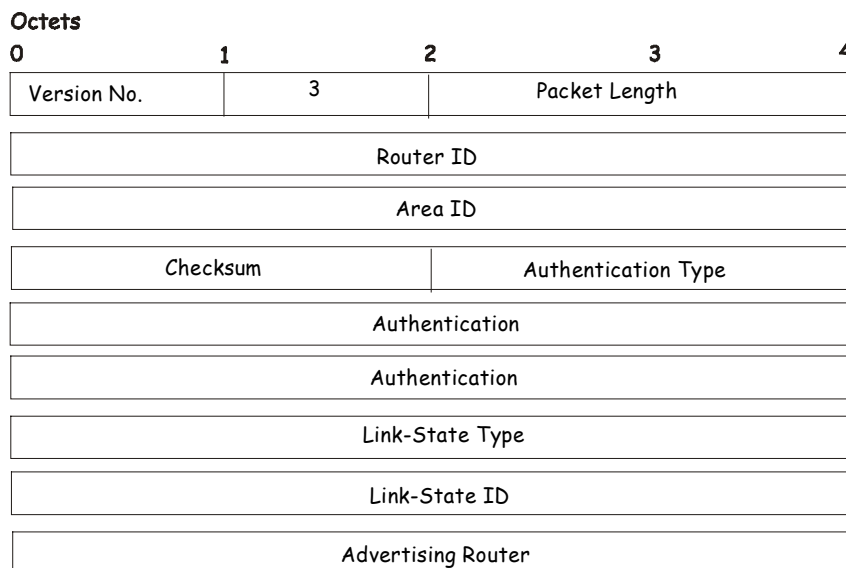 Octets
0 1 2 3 4
Version No. 3 Packet Length
Router ID
Area ID
Checksum Authentication Type
Authentication
Authentication
Link-State Type
Link-State ID
Advertising Router